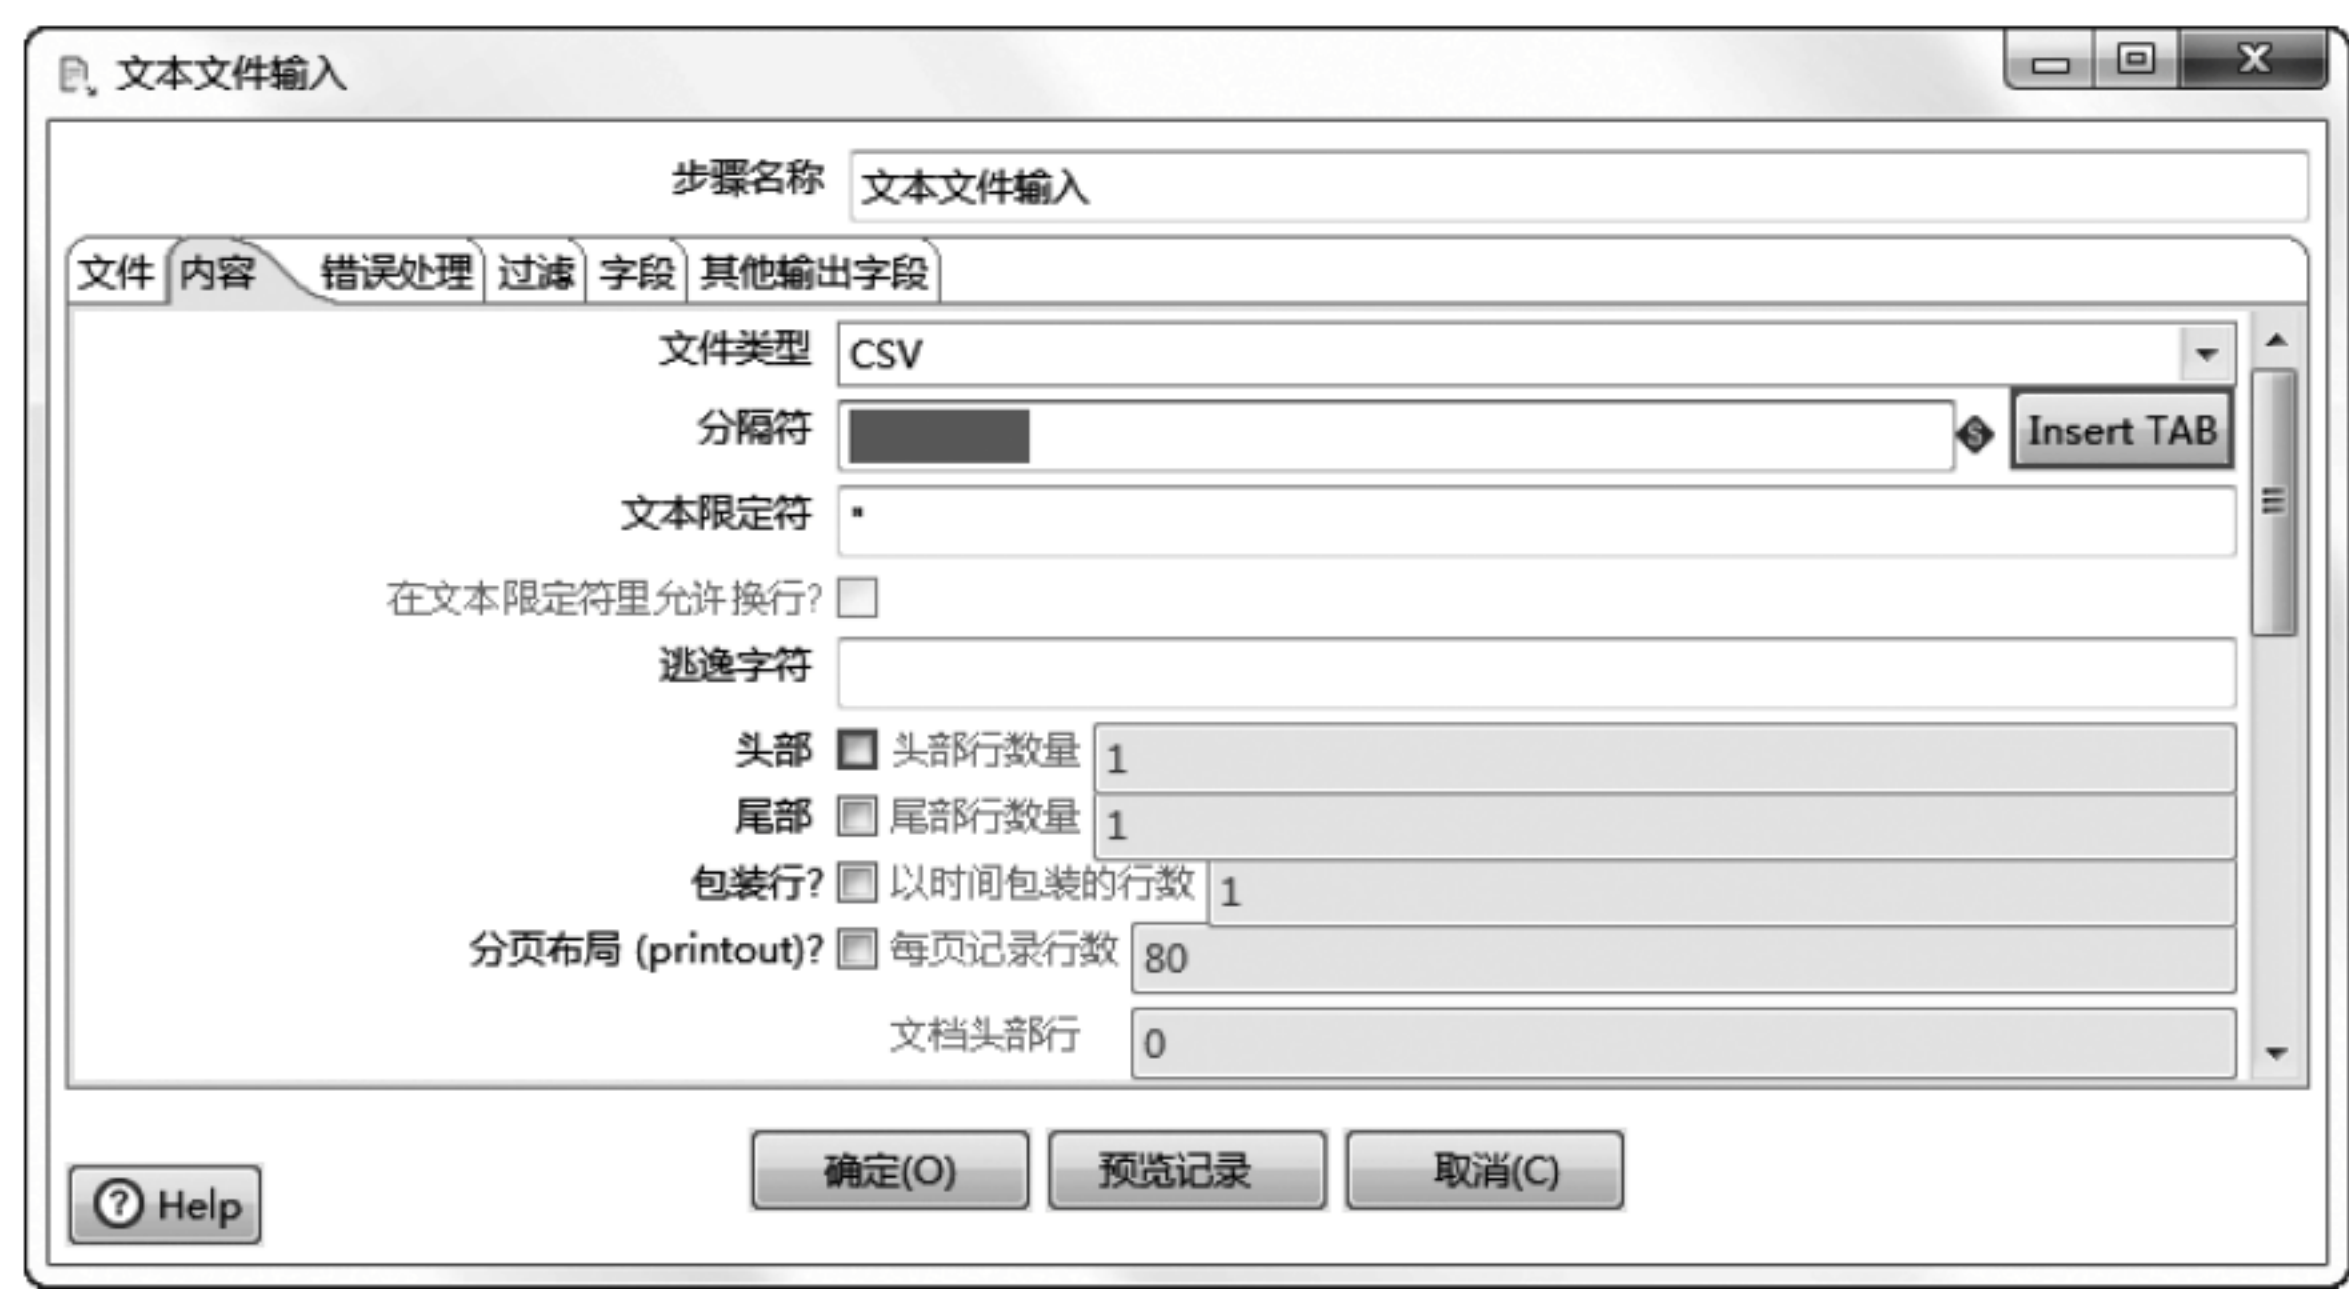 文本文件输入
步骤名称 文本文件输入
文件 内容 错误处理 过滤 字段 其他输出字段
文件类型 CSV
分隔符 Insert TAB
文本限定符 "
在文本限定符里允许换行?
逃逸字符
头部 头部行数量 1
尾部 尾部行数量 1
包装行? 以时间包装的行数 1
分页布局 (printout)? 每页记录行数 80
文档头部行 0
确定(O) 预览记录 取消(C)
Help